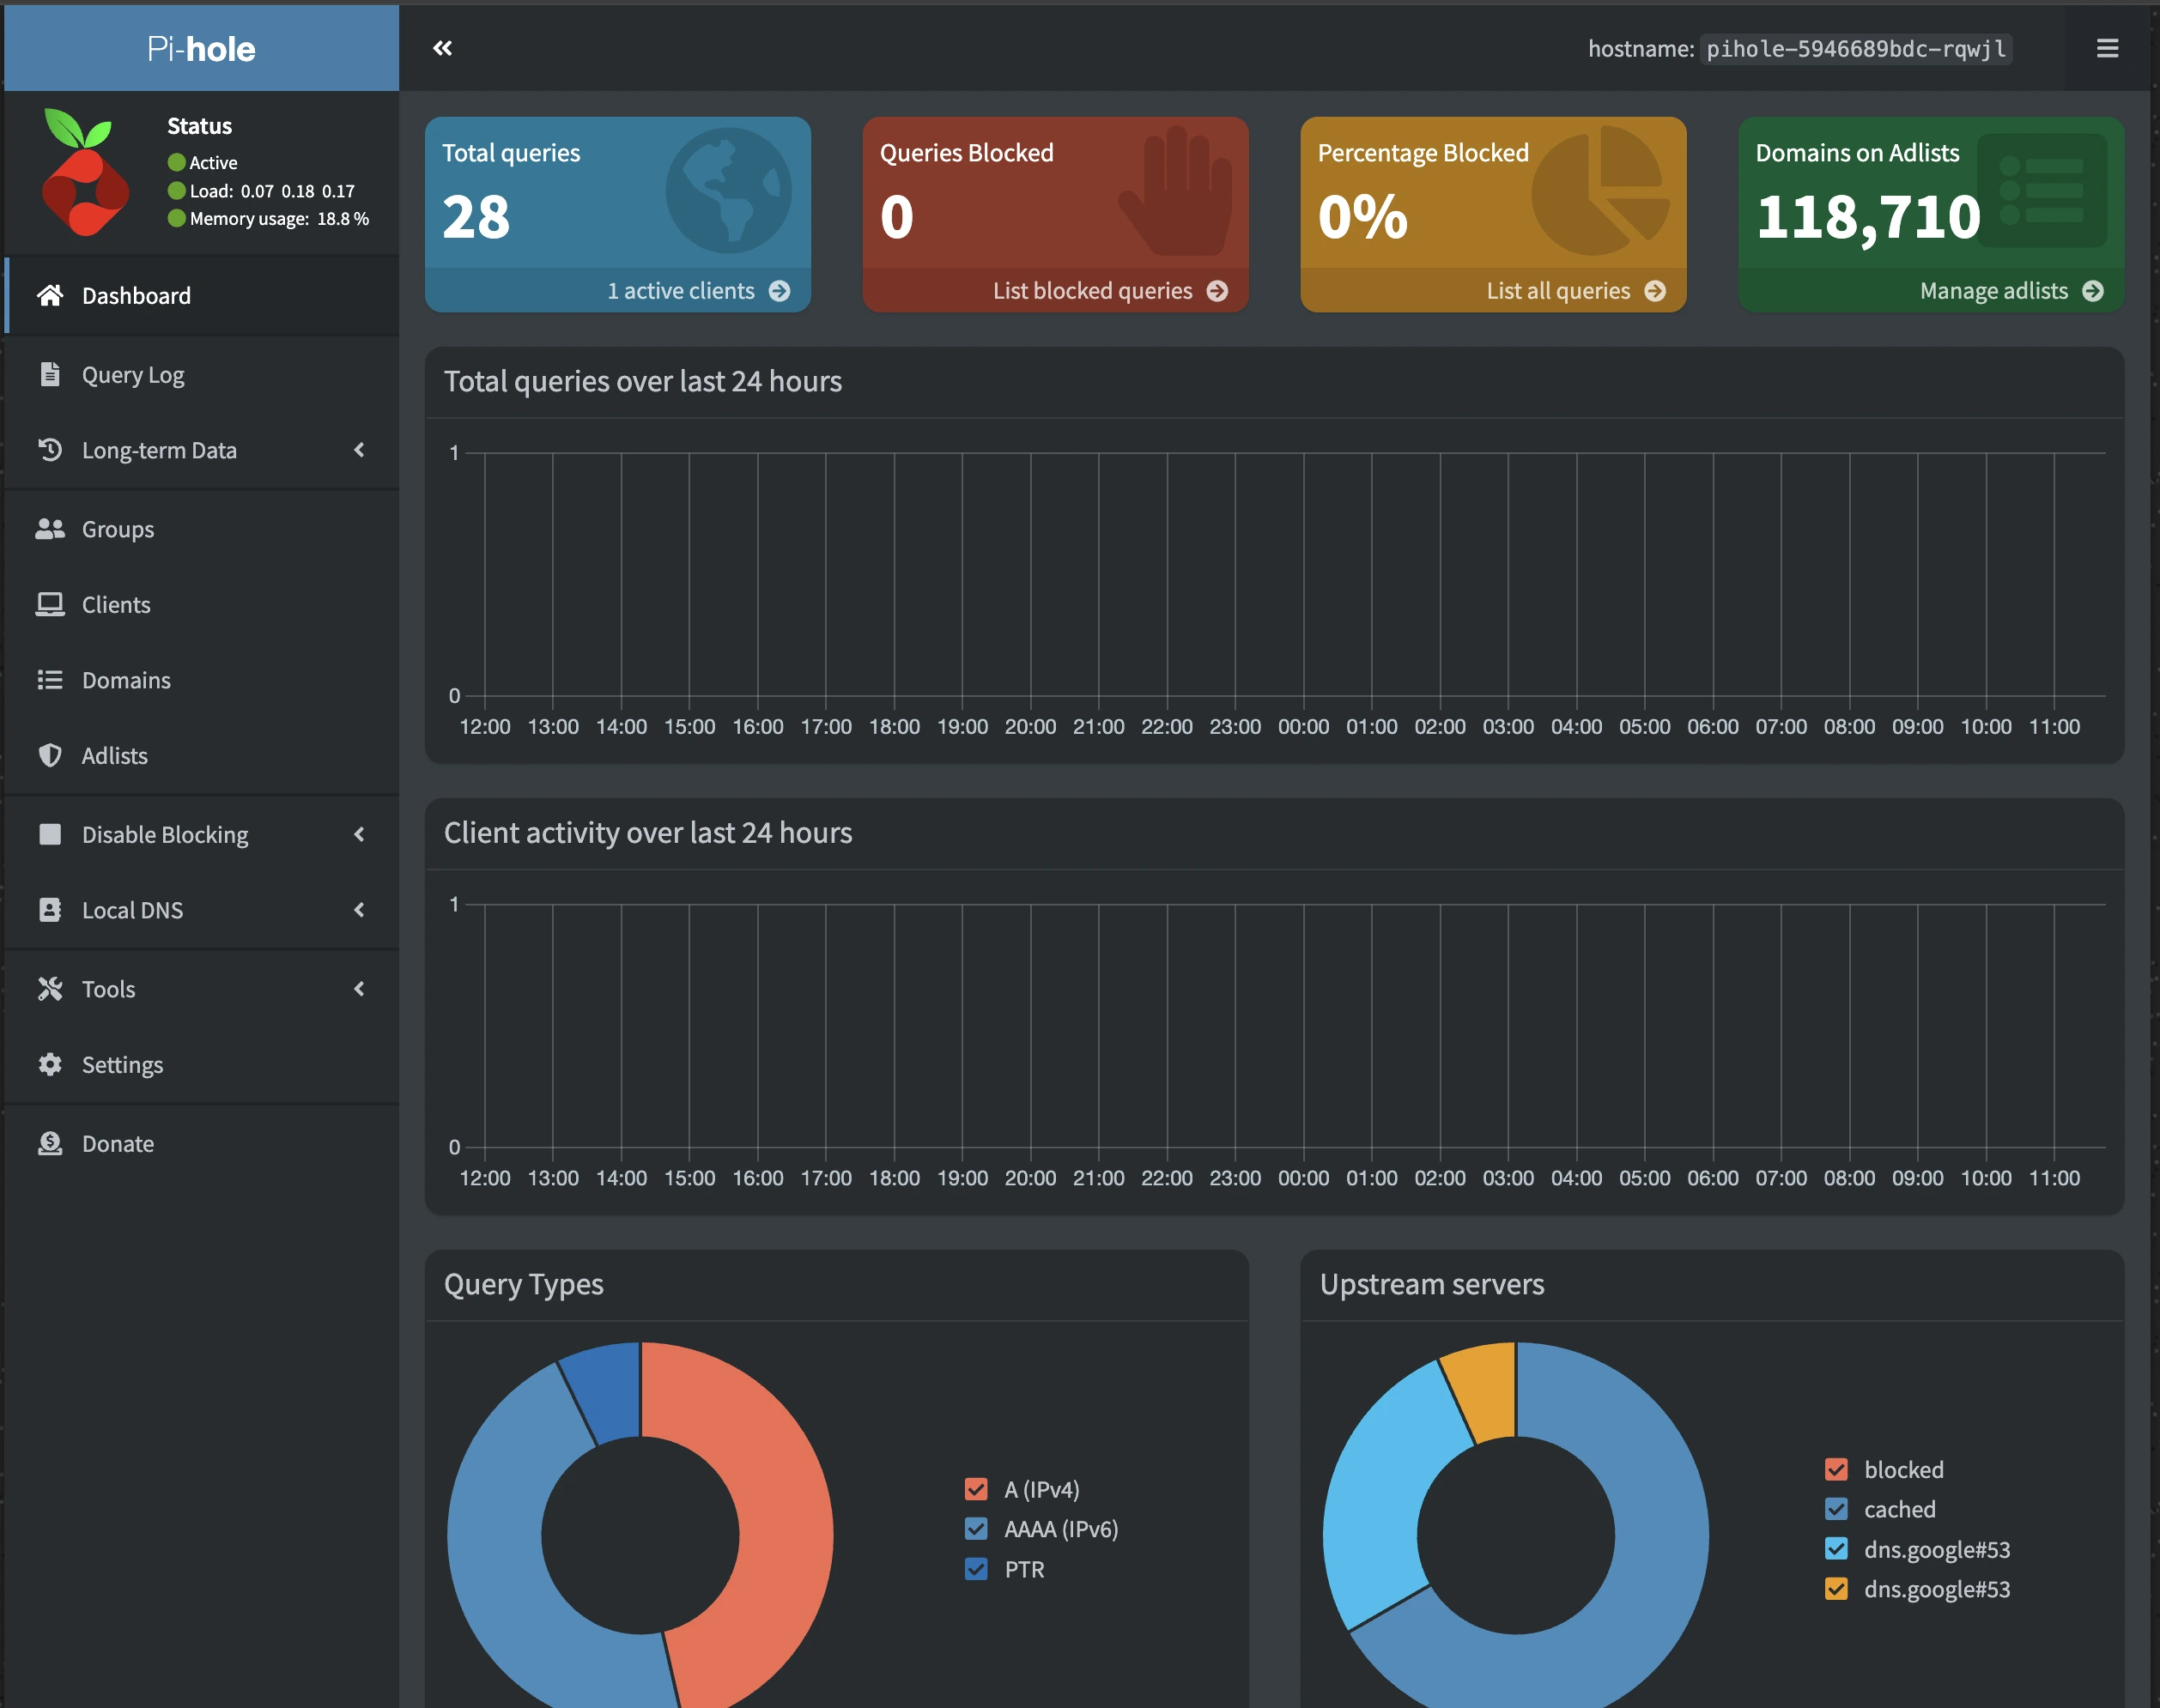 Pi-hole
hostname: pihole-5946689bdc-rqwjl
Status
Active
Load: 0.07 0.18 0.17
Memory usage: 18.8 %
Dashboard
Query Log
Long-term Data
Groups
Clients
Domains
Adlists
Disable Blocking
Local DNS
Tools
Settings
Donate
Total queries
28
1 active clients
Queries Blocked
0
List blocked queries
Percentage Blocked
0%
List all queries
Domains on Adlists
118,710
Manage adlists
Total queries over last 24 hours
1
0
12:00 13:00 14:00 15:00 16:00 17:00 18:00 19:00 20:00 21:00 22:00 23:00 00:00 01:00 02:00 03:00 04:00 05:00 06:00 07:00 08:00 09:00 10:00 11:00
Client activity over last 24 hours
1
0
12:00 13:00 14:00 15:00 16:00 17:00 18:00 19:00 20:00 21:00 22:00 23:00 00:00 01:00 02:00 03:00 04:00 05:00 06:00 07:00 08:00 09:00 10:00 11:00
Query Types
A (IPv4)
AAAA (IPv6)
PTR
Upstream servers
blocked
cached
dns.google#53
dns.google#53